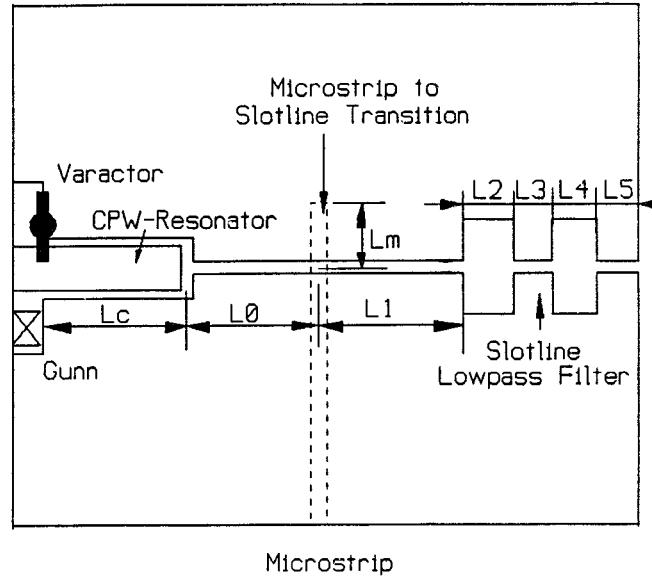 Microstrip to
Slotline Transition
Varactor
CPW-Resonator
L2 L3 L4 L5
Lm
Lc
L0
L1
Gunn
Slotline
Lowpass Filter
Microstrip